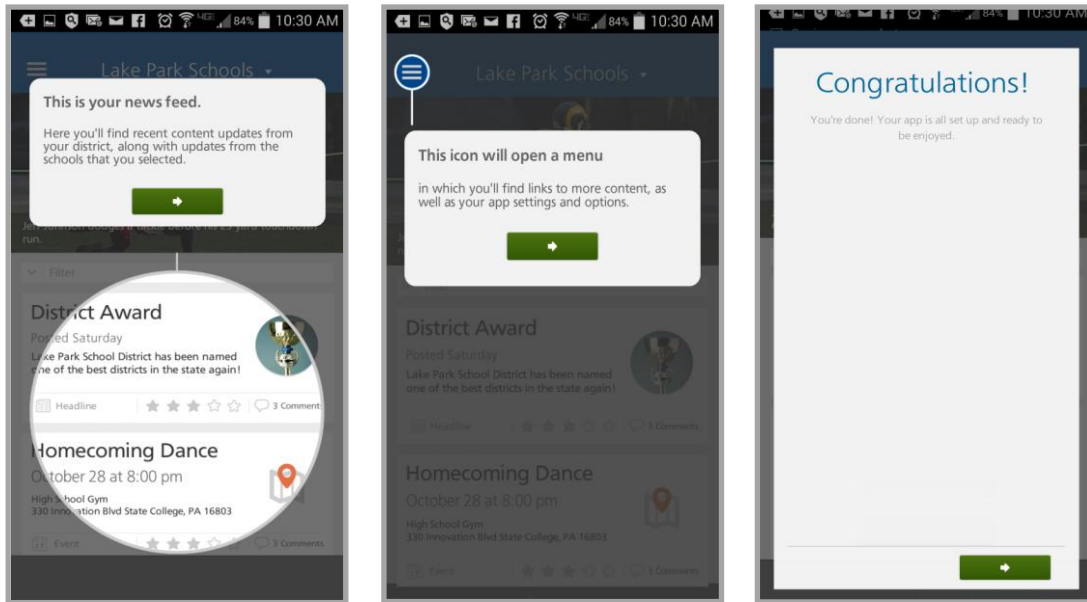 84% 10:30 AM
Lake Park Schools
This is your news feed.
Here you'll find recent content updates from
your district, along with updates from the
schools that you selected.
run.
Filter
District Award
Posted Saturday
Lake Park School District has been named
one of the best districts in the state again!
Headline 3 Comments
Homecoming Dance
October 28 at 8:00 pm
High School Gym
330 Innovation Blvd State College, PA 16803
Event 3 Comments
4G LTE 84% 10:30 AM
Lake Park Schools
This icon will open a menu
in which you'll find links to more content, as
well as your app settings and options.
District Award
Posted Saturday
Lake Park School District has been named
one of the best districts in the state again!
Headline 3 Comments
Homecoming Dance
October 28 at 8:00 pm
High School Gym
330 Innovation Blvd State College, PA 16803
Event 3 Comments
84% 10:30 AM
Congratulations!
You're done! Your app is all set up and ready to
be enjoyed.